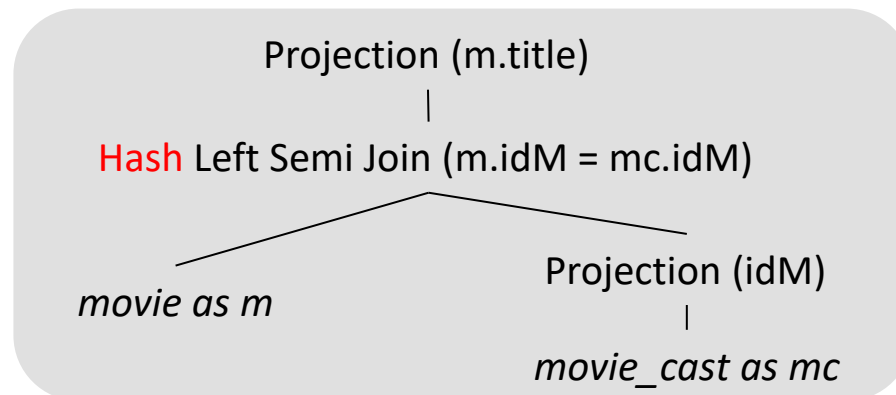 Projection (m.title)
Hash Left Semi Join (m.idM = mc.idM)
Projection (idM)
movie as m
movie_cast as mc